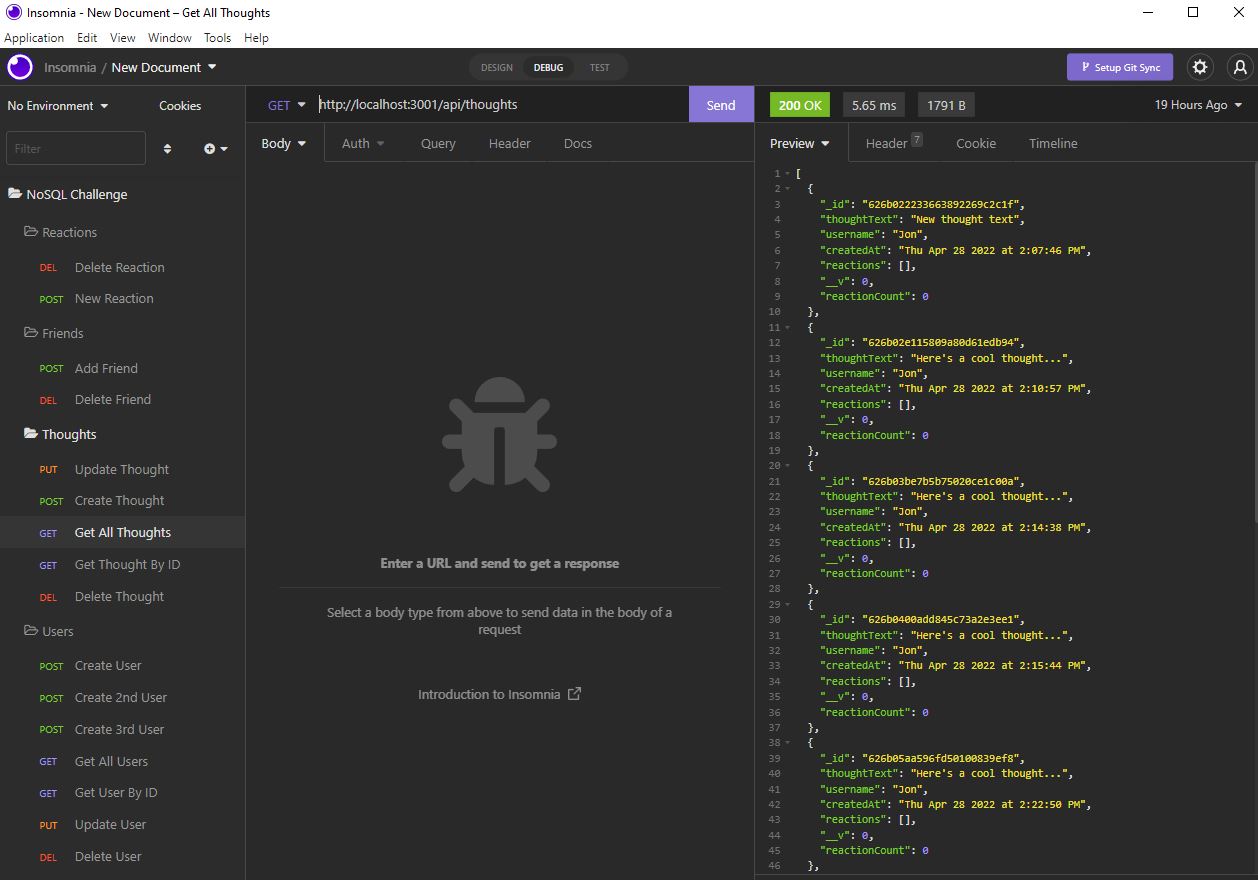 Insomnia - New Document – Get All Thoughts
Application Edit View Window Tools Help
Insomnia / New Document
DESIGN DEBUG TEST
Setup Git Sync
No Environment
Cookies
Filter
NoSQL Challenge
Reactions
DEL Delete Reaction
POST New Reaction
Friends
POST Add Friend
DEL Delete Friend
Thoughts
PUT Update Thought
POST Create Thought
GET Get All Thoughts
GET Get Thought By ID
DEL Delete Thought
Users
POST Create User
POST Create 2nd User
POST Create 3rd User
GET Get All Users
GET Get User By ID
PUT Update User
DEL Delete User
GET http://localhost:3001/api/thoughts
Send
Body Auth Query Header Docs
Enter a URL and send to get a response
Select a body type from above to send data in the body of a
request
Introduction to Insomnia
200 OK 5.65 ms 1791 B 19 Hours Ago
Preview Header 7 Cookie Timeline
1 [
2 {
3 "_id": "626b022233663892269c2c1f",
4 "thoughtText": "New thought text",
5 "username": "Jon",
6 "createdAt": "Thu Apr 28 2022 at 2:07:46 PM",
7 "reactions": [],
8 "__v": 0,
9 "reactionCount": 0
10 },
11 {
12 "_id": "626b02e115809a80d61edb94",
13 "thoughtText": "Here's a cool thought...",
14 "username": "Jon",
15 "createdAt": "Thu Apr 28 2022 at 2:10:57 PM",
16 "reactions": [],
17 "__v": 0,
18 "reactionCount": 0
19 },
20 {
21 "_id": "626b03be7b5b75020ce1c00a",
22 "thoughtText": "Here's a cool thought...",
23 "username": "Jon",
24 "createdAt": "Thu Apr 28 2022 at 2:14:38 PM",
25 "reactions": [],
26 "__v": 0,
27 "reactionCount": 0
28 },
29 {
30 "_id": "626b0400add845c73a2e3ee1",
31 "thoughtText": "Here's a cool thought...",
32 "username": "Jon",
33 "createdAt": "Thu Apr 28 2022 at 2:15:44 PM",
34 "reactions": [],
35 "__v": 0,
36 "reactionCount": 0
37 },
38 {
39 "_id": "626b05aa596fd50100839ef8",
40 "thoughtText": "Here's a cool thought...",
41 "username": "Jon",
42 "createdAt": "Thu Apr 28 2022 at 2:22:50 PM",
43 "reactions": [],
44 "__v": 0,
45 "reactionCount": 0
46 },